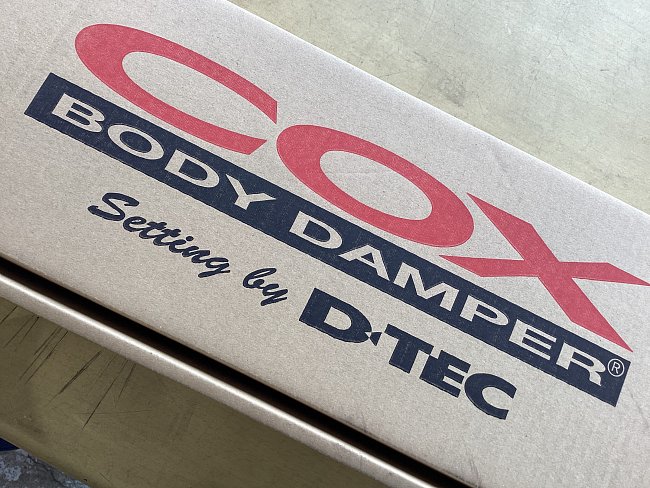 COX
BODY DAMPER®
Setting by D·TEC